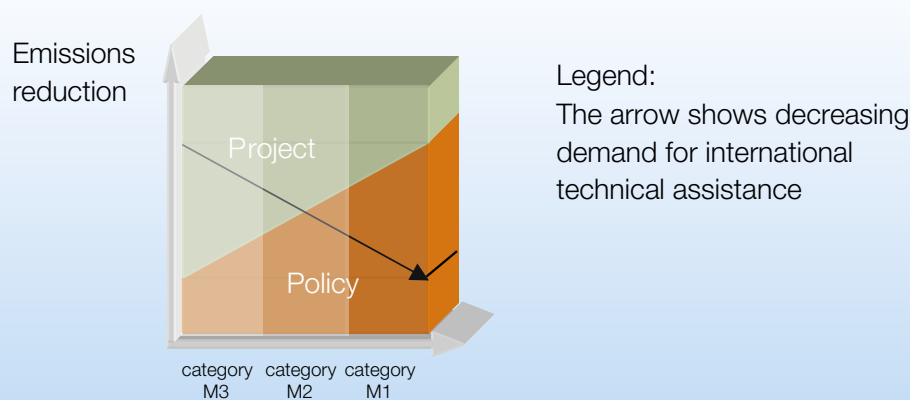 Emissions
reduction
Legend:
The arrow shows decreasing
demand for international
technical assistance
Project
Policy
category
M3
category
M2
category
M1